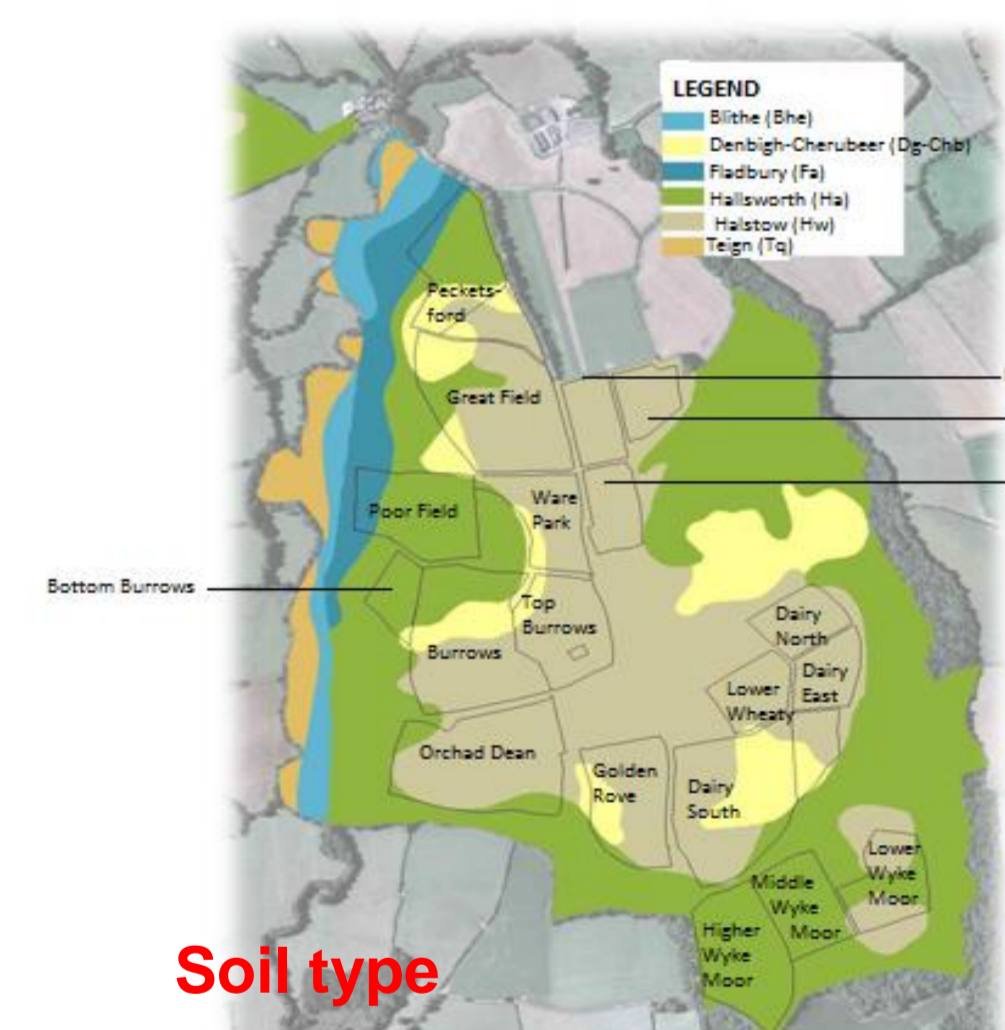 LEGEND
Blithe (Bhe)
Denbigh-Cherubeer (Dg-Chb)
Fladbury (Fa)
Hallsworth (Ha)
Halstow (Hw)
Teign (Tq)
Peckets-
ford
Great Field
Poor Field
Ware
Park
Bottom Burrows
Top
Burrows
Burrows
Dairy
North
Dairy
East
Lower
Wheaty
Orchad Dean
Golden
Rove
Dairy
South
Lower
Wyke
Moor
Middle
Wyke
Moor
Higher
Wyke
Moor
Soil type